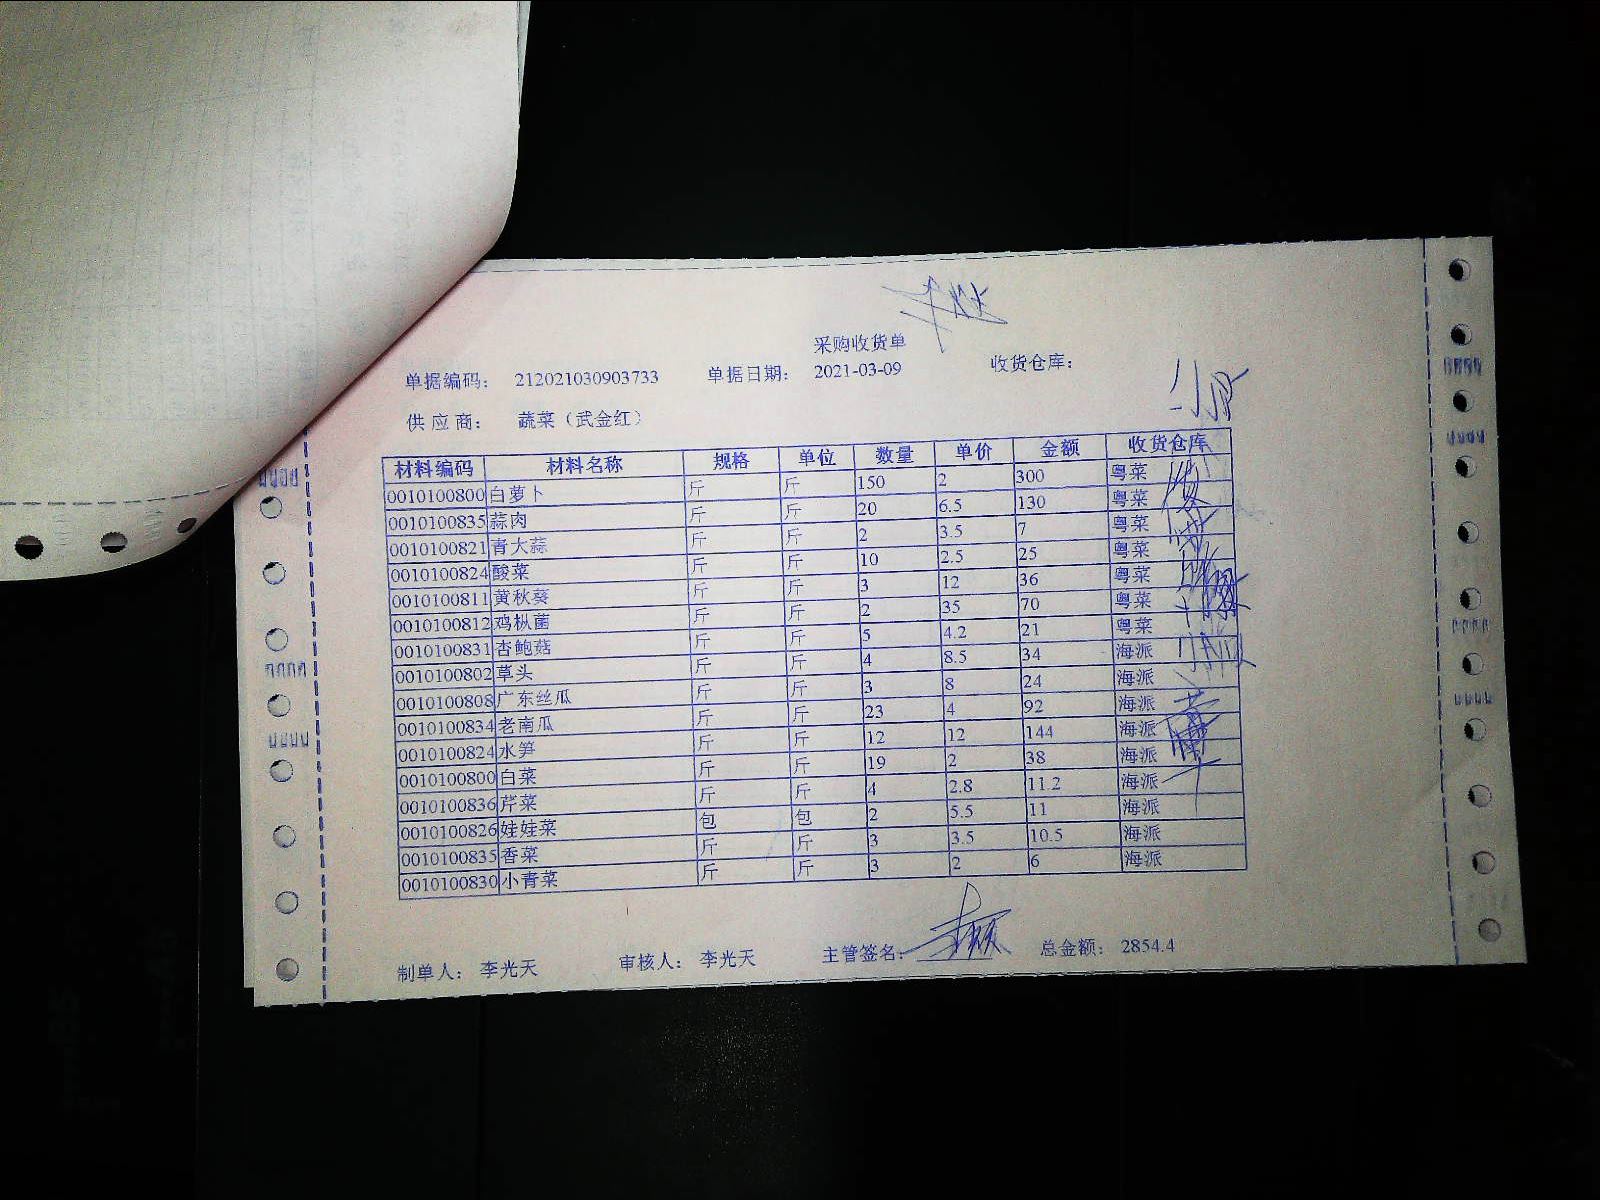 采购收货单
单据编码： 212021030903733 单据日期： 2021-03-09 收货仓库：
供 应 商： 蔬菜（武金红）
材料编码 材料名称 规格 单位 数量 单价 金额 收货仓库
0010100800 白萝卜 斤 斤 150 2 300 粤菜
0010100835 蒜肉 斤 斤 20 6.5 130 粤菜
0010100821 青大蒜 斤 斤 2 3.5 7 粤菜
0010100824 酸菜 斤 斤 10 2.5 25 粤菜
0010100811 黄秋葵 斤 斤 3 12 36 粤菜
0010100812 鸡枞菌 斤 斤 2 35 70 粤菜
0010100831 杏鲍菇 斤 斤 5 4.2 21 粤菜
0010100802 草头 斤 斤 4 8.5 34 海派
0010100808 广东丝瓜 斤 斤 3 8 24 海派
0010100834 老南瓜 斤 斤 23 4 92 海派
0010100824 水笋 斤 斤 12 12 144 海派
0010100800 白菜 斤 斤 19 2 38 海派
0010100836 芹菜 斤 斤 4 2.8 11.2 海派
0010100826 娃娃菜 包 包 2 5.5 11 海派
0010100835 香菜 斤 斤 3 3.5 10.5 海派
0010100830 小青菜 斤 斤 3 2 6 海派
制单人： 李光天 审核人： 李光天 主管签名： 总金额： 2854.4